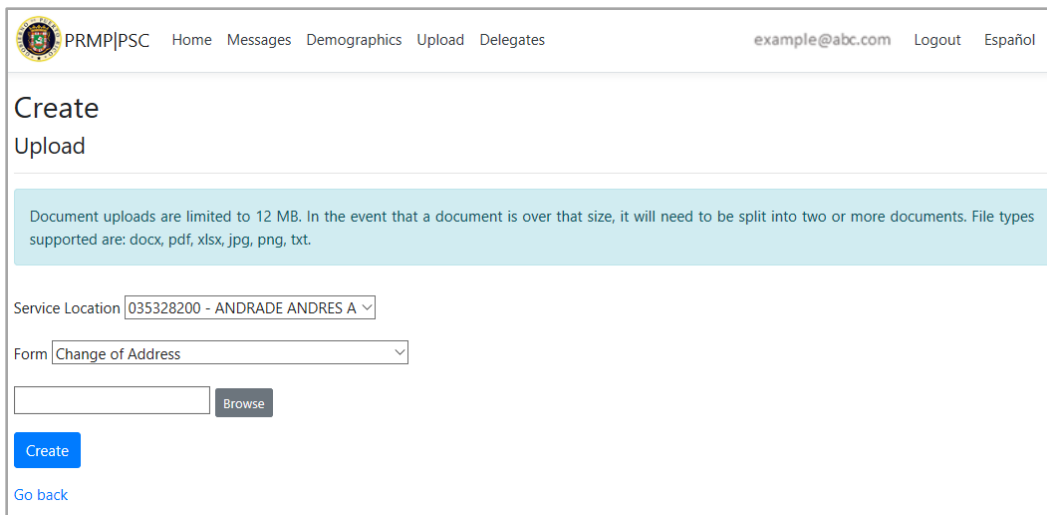 PRMP|PSC Home Messages Demographics Upload Delegates example@abc.com Logout Español
Create
Upload
Document uploads are limited to 12 MB. In the event that a document is over that size, it will need to be split into two or more documents. File types
supported are: docx, pdf, xlsx, jpg, png, txt.
Service Location 035328200 - ANDRADE ANDRES A
Form Change of Address
Browse
Create
Go back